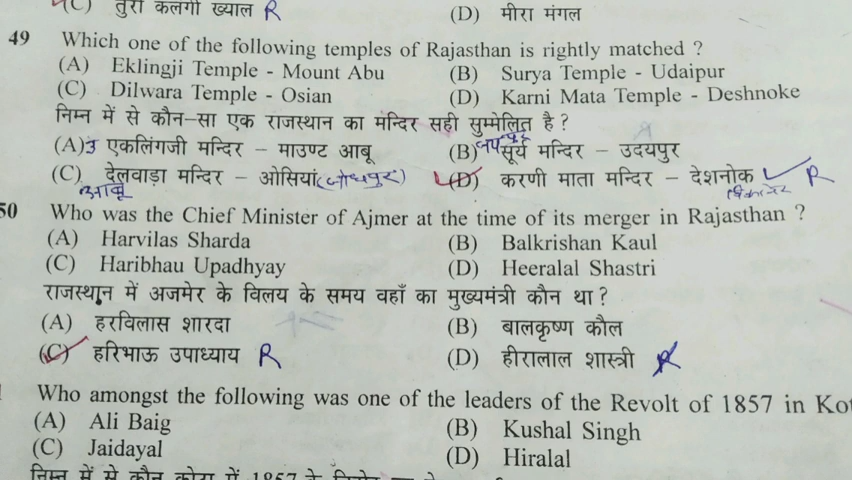 (C) तुर्रा कलंगी ख्याल R (D) मीरा मंगल
49 Which one of the following temples of Rajasthan is rightly matched ?
(A) Eklingji Temple - Mount Abu (B) Surya Temple - Udaipur
(C) Dilwara Temple - Osian (D) Karni Mata Temple - Deshnoke
निम्न में से कौन-सा एक राजस्थान का मन्दिर सही सुम्मेलित है ?
(A) उ एकलिंगजी मन्दिर - माउण्ट आबू (B) सूर्य मन्दिर - उदयपुर
(C) देलवाड़ा मन्दिर - ओसियां (जोधपुर) (D) करणी माता मन्दिर - देशनोक R
आबू
50 Who was the Chief Minister of Ajmer at the time of its merger in Rajasthan ?
(A) Harvilas Sharda (B) Balkrishan Kaul
(C) Haribhau Upadhyay (D) Heeralal Shastri
राजस्थान में अजमेर के विलय के समय वहाँ का मुख्यमंत्री कौन था ?
(A) हरविलास शारदा (B) बालकृष्ण कौल
(C) हरिभाऊ उपाध्याय R (D) हीरालाल शास्त्री
Who amongst the following was one of the leaders of the Revolt of 1857 in
(A) Ali Baig (B) Kushal Singh
(C) Jaidayal (D) Hiralal
निम्न में से कौन कोटा में 1857 के